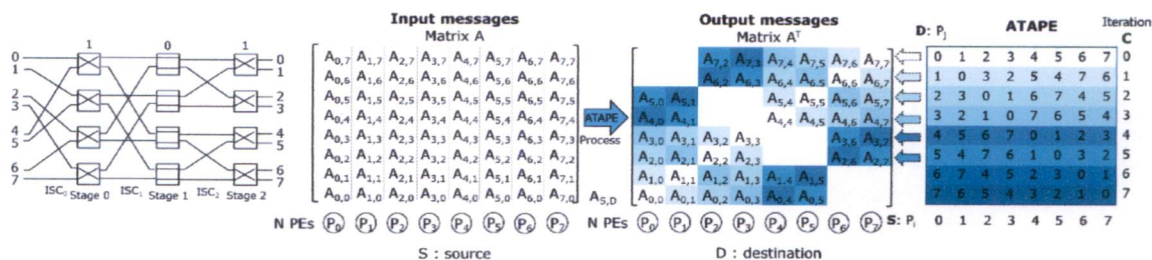 1 0 1
0 0
1 1
2 2
3 3
4 4
5 5
6 6
7 7
ISC0 Stage 0 ISC1 Stage 1 ISC2 Stage 2
Input messages
Matrix A
A0,7 A1,7 A2,7 A3,7 A4,7 A5,7 A6,7 A7,7
A0,6 A1,6 A2,6 A3,6 A4,6 A5,6 A6,6 A7,6
A0,5 A1,5 A2,5 A3,5 A4,5 A5,5 A6,5 A7,5
A0,4 A1,4 A2,4 A3,4 A4,4 A5,4 A6,4 A7,4
A0,3 A1,3 A2,3 A3,3 A4,3 A5,3 A6,3 A7,3
A0,2 A1,2 A2,2 A3,2 A4,2 A5,2 A6,2 A7,2
A0,1 A1,1 A2,1 A3,1 A4,1 A5,1 A6,1 A7,1
A0,0 A1,0 A2,0 A3,0 A4,0 A5,0 A6,0 A7,0
AS,D
N PEs P0 P1 P2 P3 P4 P5 P6 P7
S : source
ATAPE
Process
Output messages
Matrix A^T
A7,2 A7,3 A7,4 A7,5 A7,6 A7,7
A6,2 A6,3 A6,4 A6,5 A6,6 A6,7
A5,0 A5,1 A5,4 A5,5 A5,6 A5,7
A4,0 A4,1 A4,4 A4,5 A4,6 A4,7
A3,0 A3,1 A3,2 A3,3 A3,6 A3,7
A2,0 A2,1 A2,2 A2,3 A2,6 A2,7
A1,0 A1,1 A1,2 A1,3 A1,4 A1,5
A0,0 A0,1 A0,2 A0,3 A0,4 A0,5
N PEs P0 P1 P2 P3 P4 P5 P6 P7
D : destination
D: Pj ATAPE Iteration
C
0 1 2 3 4 5 6 7 0
1 0 3 2 5 4 7 6 1
2 3 0 1 6 7 4 5 2
3 2 1 0 7 6 5 4 3
4 5 6 7 0 1 2 3 4
5 4 7 6 1 0 3 2 5
6 7 4 5 2 3 0 1 6
7 6 5 4 3 2 1 0 7
S: Pi 0 1 2 3 4 5 6 7